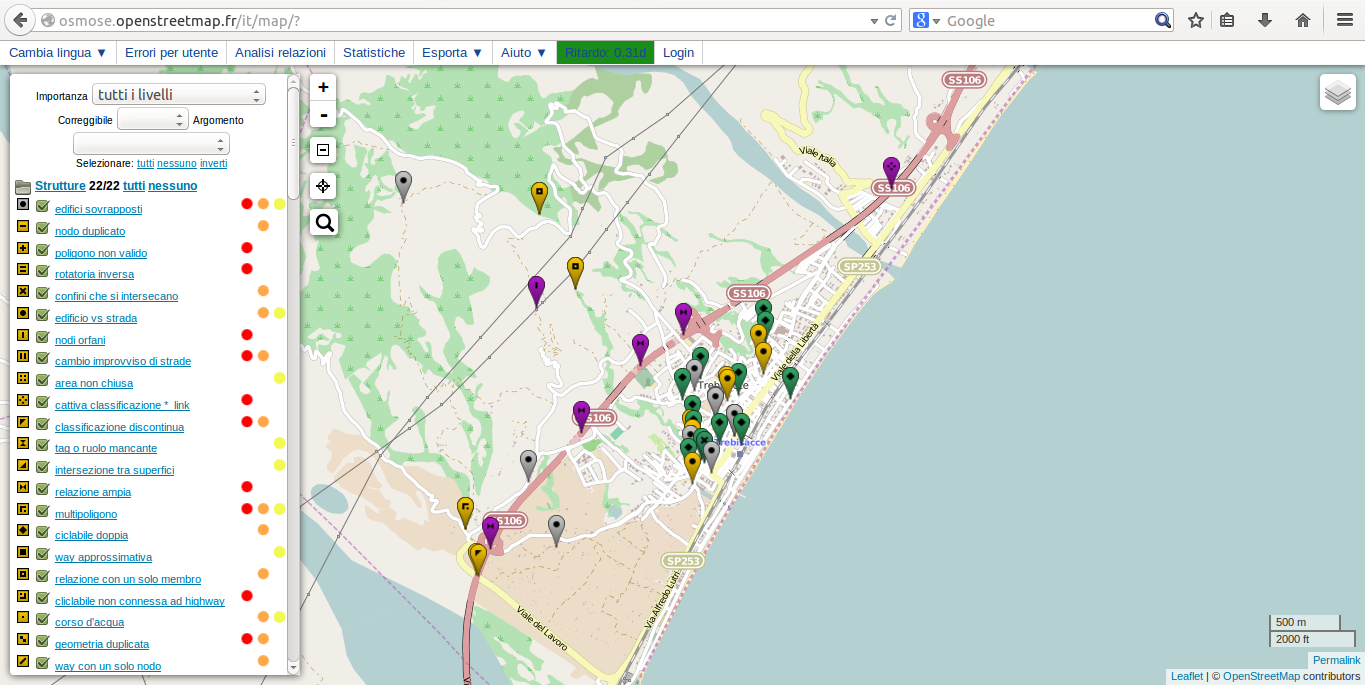 osmose.openstreetmap.fr/it/map/?
Google
Cambia lingua ▼ Errori per utente Analisi relazioni Statistiche Esporta ▼ Aiuto ▼ Ritardo: 0.31d Login
Importanza tutti i livelli
Correggibile Argomento
Selezionare: tutti nessuno inverti
Strutture 22/22 tutti nessuno
edifici sovrapposti
nodo duplicato
poligono non valido
rotatoria inversa
confini che si intersecano
edificio vs strada
nodi orfani
cambio improvviso di strade
area non chiusa
cattiva classificazione *_link
classificazione discontinua
tag o ruolo mancante
intersezione tra superfici
relazione ampia
multipoligono
ciclabile doppia
way approssimativa
relazione con un solo membro
cliclabile non connessa ad highway
corso d'acqua
geometria duplicata
way con un solo nodo
+
-
SS106
Viale Italia
SS106
SP253
SS106
Viale della Libertà
Trebisacce
SS106
Trebisacce
SS106
SP253
Via Alfredo Lutri
Viale del Lavoro
500 m
2000 ft
Permalink
Leaflet | © OpenStreetMap contributors